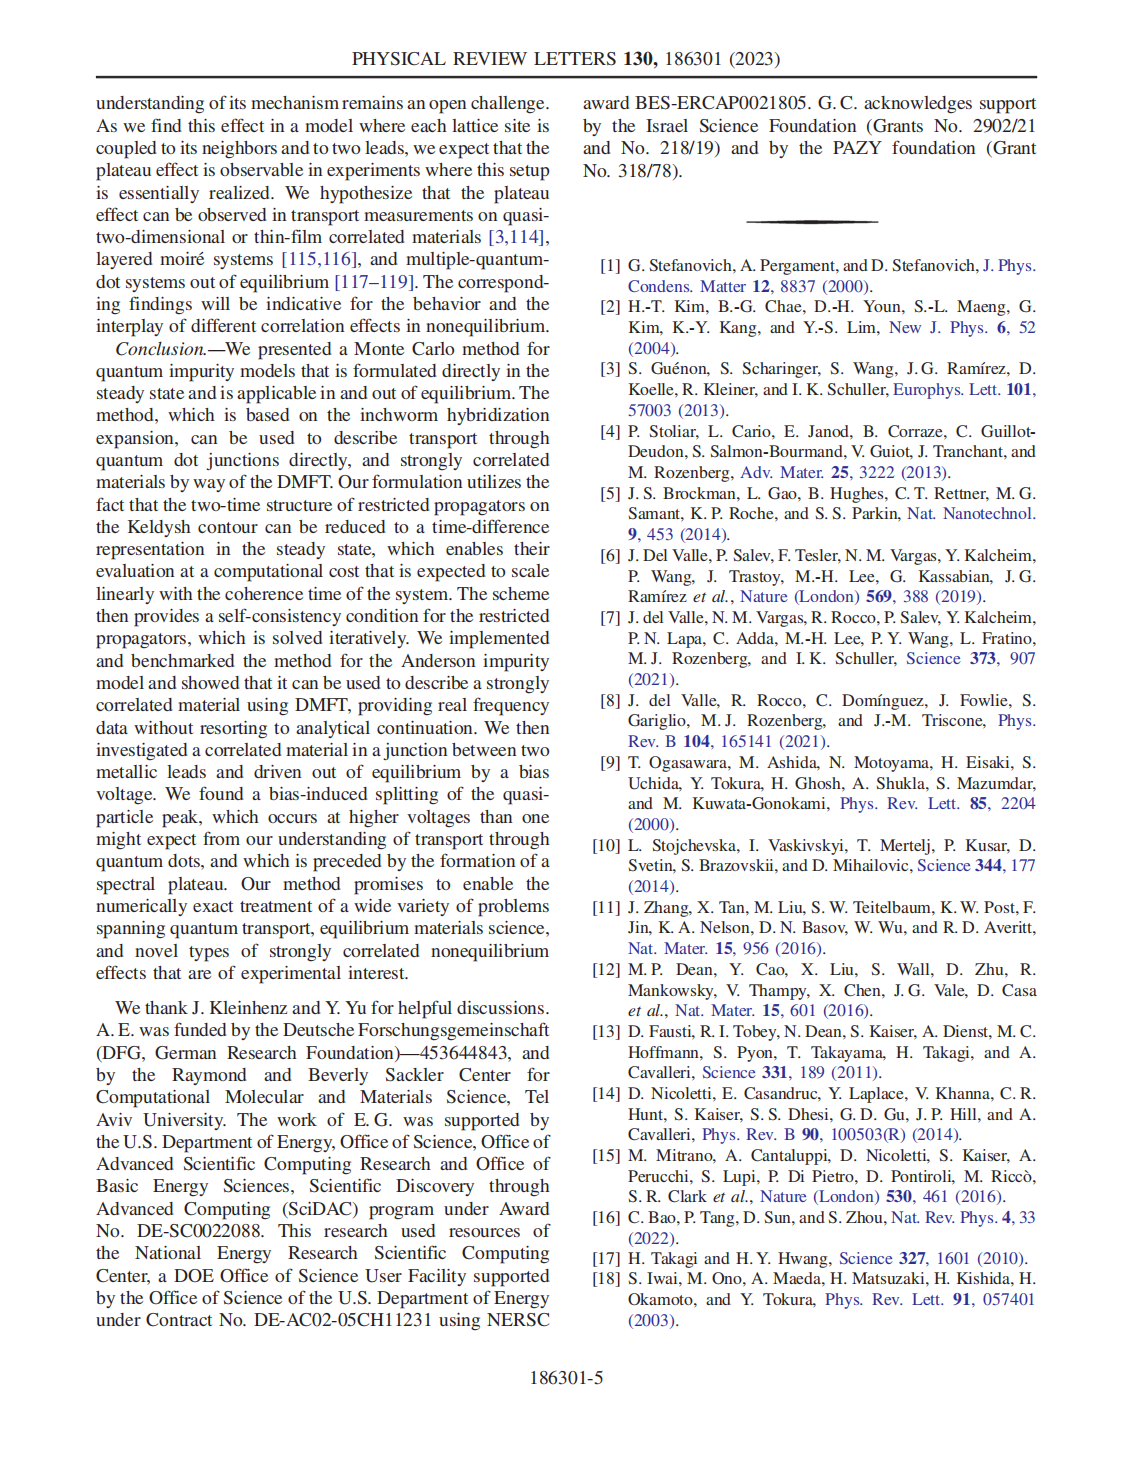 PHYSICAL REVIEW LETTERS 130, 186301 (2023)
understanding of its mechanism remains an open challenge.
As we find this effect in a model where each lattice site is
coupled to its neighbors and to two leads, we expect that the
plateau effect is observable in experiments where this setup
is essentially realized. We hypothesize that the plateau
effect can be observed in transport measurements on quasi-
two-dimensional or thin-film correlated materials [3,114],
layered moiré systems [115,116], and multiple-quantum-
dot systems out of equilibrium [117–119]. The correspond-
ing findings will be indicative for the behavior and the
interplay of different correlation effects in nonequilibrium.
Conclusion.—We presented a Monte Carlo method for
quantum impurity models that is formulated directly in the
steady state and is applicable in and out of equilibrium. The
method, which is based on the inchworm hybridization
expansion, can be used to describe transport through
quantum dot junctions directly, and strongly correlated
materials by way of the DMFT. Our formulation utilizes the
fact that the two-time structure of restricted propagators on
the Keldysh contour can be reduced to a time-difference
representation in the steady state, which enables their
evaluation at a computational cost that is expected to scale
linearly with the coherence time of the system. The scheme
then provides a self-consistency condition for the restricted
propagators, which is solved iteratively. We implemented
and benchmarked the method for the Anderson impurity
model and showed that it can be used to describe a strongly
correlated material using DMFT, providing real frequency
data without resorting to analytical continuation. We then
investigated a correlated material in a junction between two
metallic leads and driven out of equilibrium by a bias
voltage. We found a bias-induced splitting of the quasi-
particle peak, which occurs at higher voltages than one
might expect from our understanding of transport through
quantum dots, and which is preceded by the formation of a
spectral plateau. Our method promises to enable the
numerically exact treatment of a wide variety of problems
spanning quantum transport, equilibrium materials science,
and novel types of strongly correlated nonequilibrium
effects that are of experimental interest.
We thank J. Kleinhenz and Y. Yu for helpful discussions.
A. E. was funded by the Deutsche Forschungsgemeinschaft
(DFG, German Research Foundation)—453644843, and
by the Raymond and Beverly Sackler Center for
Computational Molecular and Materials Science, Tel
Aviv University. The work of E. G. was supported by
the U.S. Department of Energy, Office of Science, Office of
Advanced Scientific Computing Research and Office of
Basic Energy Sciences, Scientific Discovery through
Advanced Computing (SciDAC) program under Award
No. DE-SC0022088. This research used resources of
the National Energy Research Scientific Computing
Center, a DOE Office of Science User Facility supported
by the Office of Science of the U.S. Department of Energy
under Contract No. DE-AC02-05CH11231 using NERSC
award BES-ERCAP0021805. G. C. acknowledges support
by the Israel Science Foundation (Grants No. 2902/21
and No. 218/19) and by the PAZY foundation (Grant
No. 318/78).
[1] G. Stefanovich, A. Pergament, and D. Stefanovich, J. Phys.
Condens. Matter 12, 8837 (2000).
[2] H.-T. Kim, B.-G. Chae, D.-H. Youn, S.-L. Maeng, G.
Kim, K.-Y. Kang, and Y.-S. Lim, New J. Phys. 6, 52
(2004).
[3] S. Guénon, S. Scharinger, S. Wang, J. G. Ramírez, D.
Koelle, R. Kleiner, and I. K. Schuller, Europhys. Lett. 101,
57003 (2013).
[4] P. Stoliar, L. Cario, E. Janod, B. Corraze, C. Guillot-
Deudon, S. Salmon-Bourmand, V. Guiot, J. Tranchant, and
M. Rozenberg, Adv. Mater. 25, 3222 (2013).
[5] J. S. Brockman, L. Gao, B. Hughes, C. T. Rettner, M. G.
Samant, K. P. Roche, and S. S. Parkin, Nat. Nanotechnol.
9, 453 (2014).
[6] J. Del Valle, P. Salev, F. Tesler, N. M. Vargas, Y. Kalcheim,
P. Wang, J. Trastoy, M.-H. Lee, G. Kassabian, J. G.
Ramírez et al., Nature (London) 569, 388 (2019).
[7] J. del Valle, N. M. Vargas, R. Rocco, P. Salev, Y. Kalcheim,
P. N. Lapa, C. Adda, M.-H. Lee, P. Y. Wang, L. Fratino,
M. J. Rozenberg, and I. K. Schuller, Science 373, 907
(2021).
[8] J. del Valle, R. Rocco, C. Domínguez, J. Fowlie, S.
Gariglio, M. J. Rozenberg, and J.-M. Triscone, Phys.
Rev. B 104, 165141 (2021).
[9] T. Ogasawara, M. Ashida, N. Motoyama, H. Eisaki, S.
Uchida, Y. Tokura, H. Ghosh, A. Shukla, S. Mazumdar,
and M. Kuwata-Gonokami, Phys. Rev. Lett. 85, 2204
(2000).
[10] L. Stojchevska, I. Vaskivskyi, T. Mertelj, P. Kusar, D.
Svetin, S. Brazovskii, and D. Mihailovic, Science 344, 177
(2014).
[11] J. Zhang, X. Tan, M. Liu, S. W. Teitelbaum, K. W. Post, F.
Jin, K. A. Nelson, D. N. Basov, W. Wu, and R. D. Averitt,
Nat. Mater. 15, 956 (2016).
[12] M. P. Dean, Y. Cao, X. Liu, S. Wall, D. Zhu, R.
Mankowsky, V. Thampy, X. Chen, J. G. Vale, D. Casa
et al., Nat. Mater. 15, 601 (2016).
[13] D. Fausti, R. I. Tobey, N. Dean, S. Kaiser, A. Dienst, M. C.
Hoffmann, S. Pyon, T. Takayama, H. Takagi, and A.
Cavalleri, Science 331, 189 (2011).
[14] D. Nicoletti, E. Casandruc, Y. Laplace, V. Khanna, C. R.
Hunt, S. Kaiser, S. S. Dhesi, G. D. Gu, J. P. Hill, and A.
Cavalleri, Phys. Rev. B 90, 100503(R) (2014).
[15] M. Mitrano, A. Cantaluppi, D. Nicoletti, S. Kaiser, A.
Perucchi, S. Lupi, P. Di Pietro, D. Pontiroli, M. Riccò,
S. R. Clark et al., Nature (London) 530, 461 (2016).
[16] C. Bao, P. Tang, D. Sun, and S. Zhou, Nat. Rev. Phys. 4, 33
(2022).
[17] H. Takagi and H. Y. Hwang, Science 327, 1601 (2010).
[18] S. Iwai, M. Ono, A. Maeda, H. Matsuzaki, H. Kishida, H.
Okamoto, and Y. Tokura, Phys. Rev. Lett. 91, 057401
(2003).
186301-5